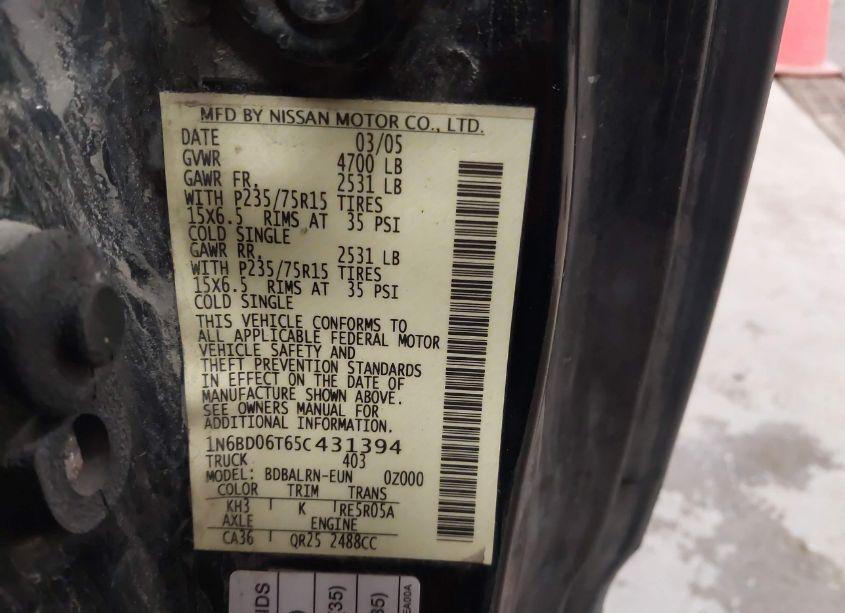 MFD BY NISSAN MOTOR CO., LTD.
DATE 03/05
GVWR 4700 LB
GAWR FR. 2531 LB
WITH P235/75R15 TIRES
15X6.5 RIMS AT 35 PSI
COLD SINGLE
GAWR RR. 2531 LB
WITH P235/75R15 TIRES
15X6.5 RIMS AT 35 PSI
COLD SINGLE
THIS VEHICLE CONFORMS TO
ALL APPLICABLE FEDERAL MOTOR
VEHICLE SAFETY AND
THEFT PREVENTION STANDARDS
IN EFFECT ON THE DATE OF
MANUFACTURE SHOWN ABOVE.
SEE OWNERS MANUAL FOR
ADDITIONAL INFORMATION.
1N6BD06T65C431394
TRUCK 403
MODEL: BDBALRN-EUN 0Z000
COLOR TRIM TRANS
KH3 K RE5R05A
AXLE ENGINE
CA36 QR25 2488CC